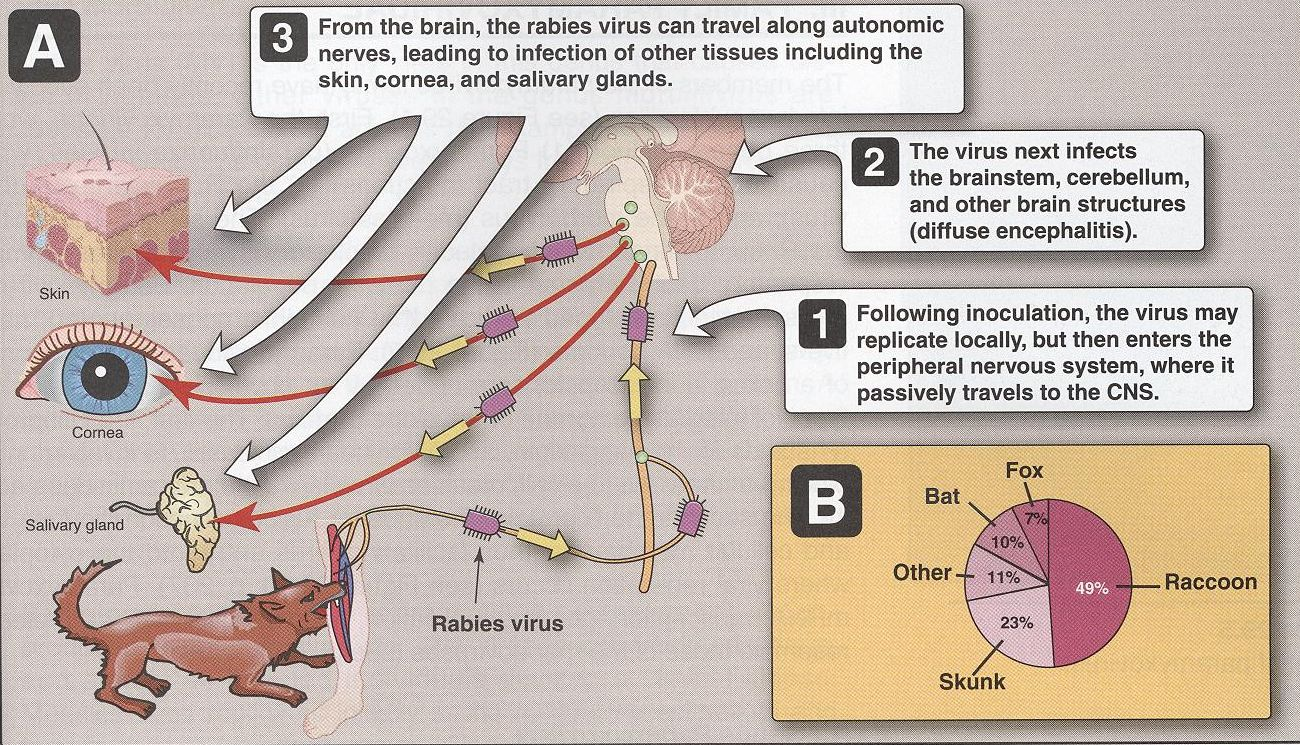 A
3
From the brain, the rabies virus can travel along autonomic
nerves, leading to infection of other tissues including the
skin, cornea, and salivary glands.
2
The virus next infects
the brainstem, cerebellum,
and other brain structures
(diffuse encephalitis).
1
Following inoculation, the virus may
replicate locally, but then enters the
peripheral nervous system, where it
passively travels to the CNS.
Skin
Cornea
Salivary gland
Rabies virus
B
Fox
Bat
7%
10%
Other
11%
49%
Raccoon
23%
Skunk